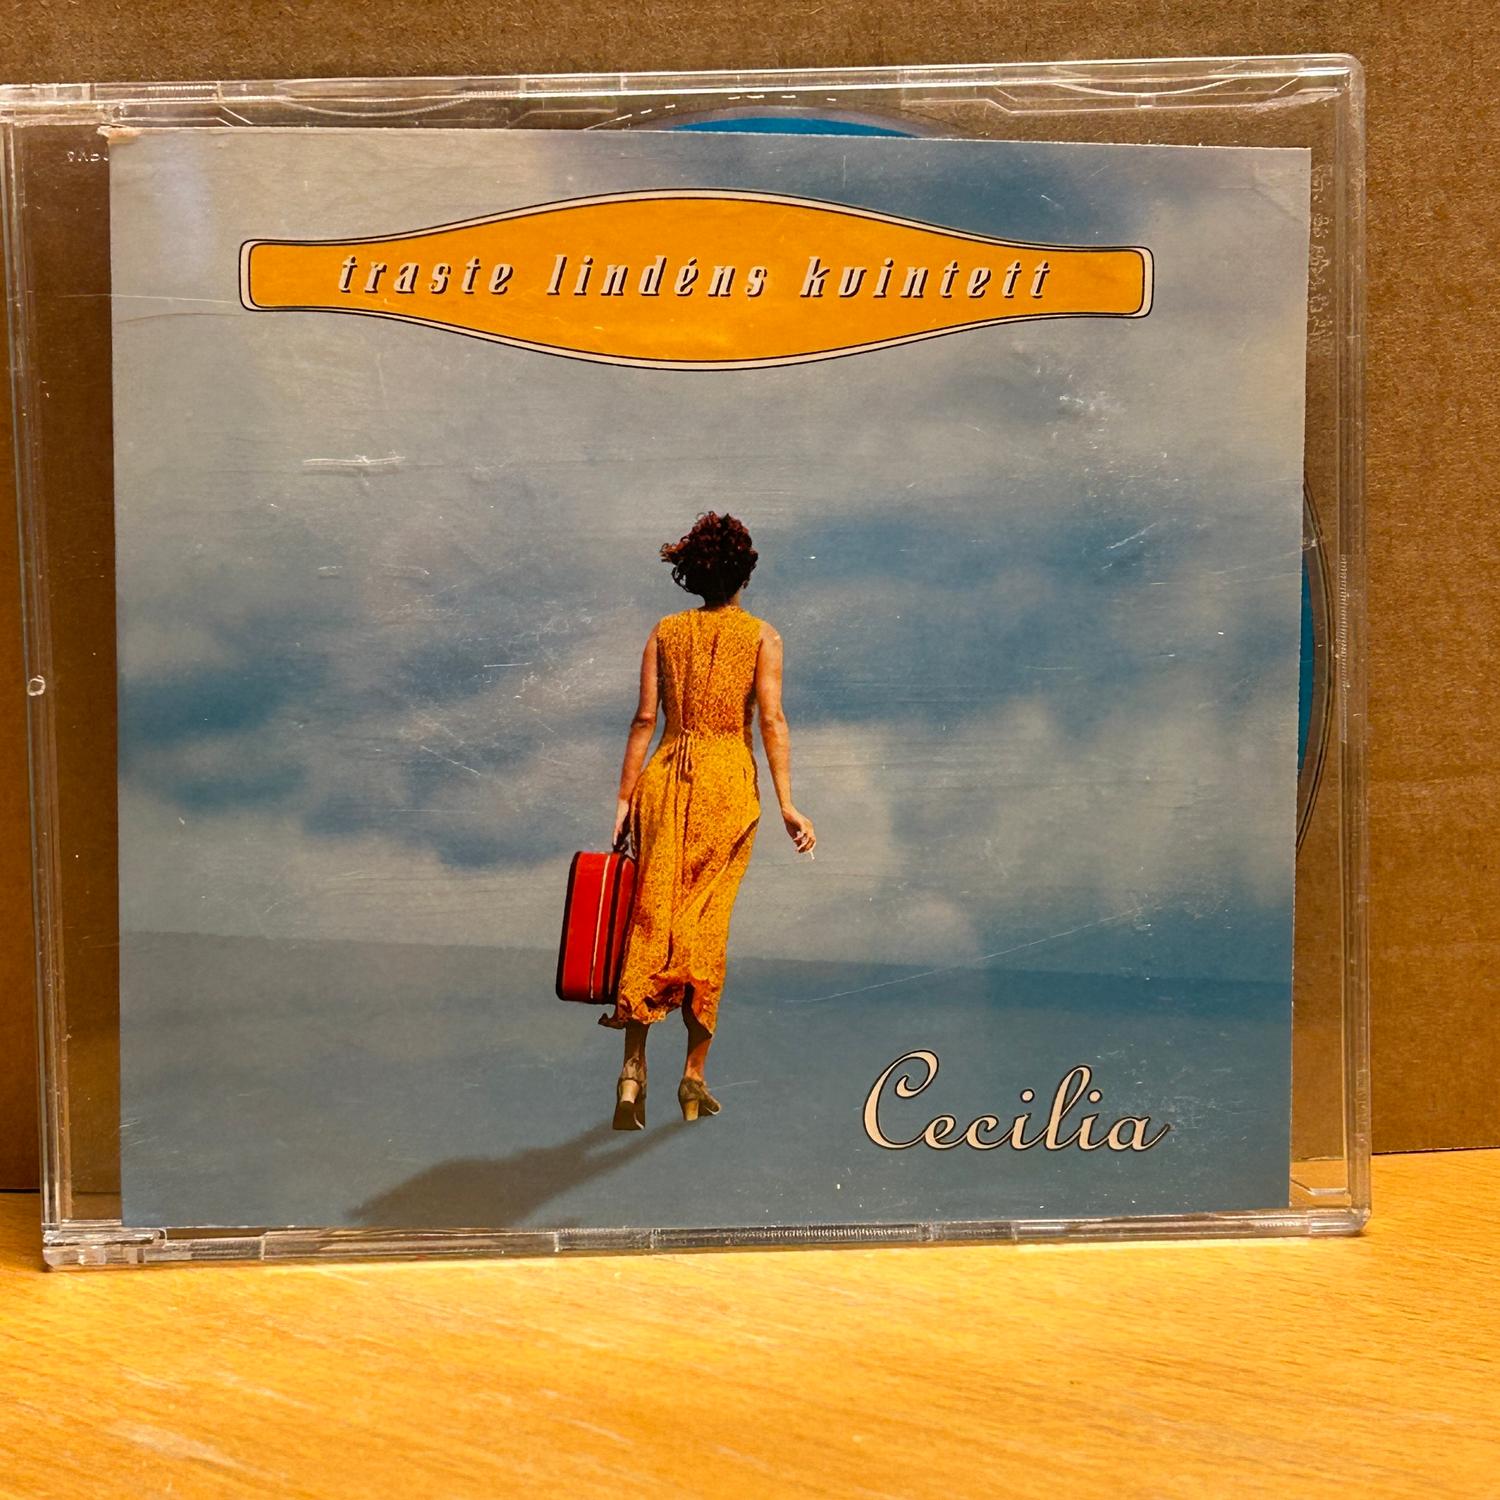 traste lindéns kvintett
Cecilia